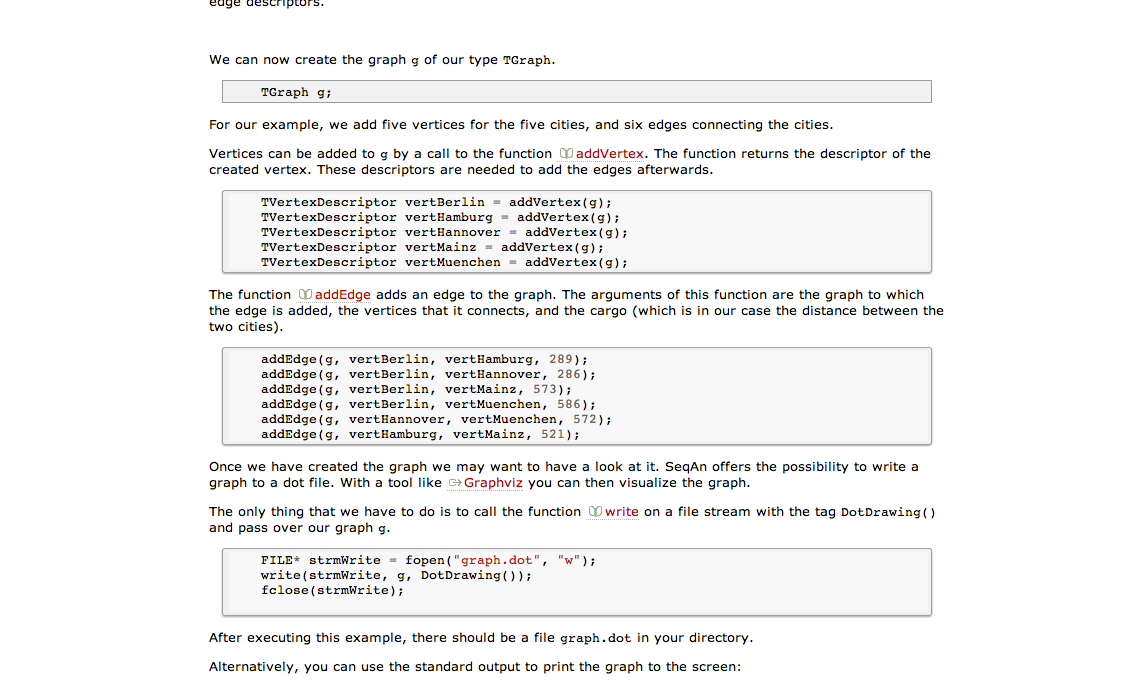 edge descriptors.
We can now create the graph g of our type TGraph.
TGraph g;
For our example, we add five vertices for the five cities, and six edges connecting the cities.
Vertices can be added to g by a call to the function addVertex. The function returns the descriptor of the
created vertex. These descriptors are needed to add the edges afterwards.
TVertexDescriptor vertBerlin = addVertex(g);
TVertexDescriptor vertHamburg = addVertex(g);
TVertexDescriptor vertHannover = addVertex(g);
TVertexDescriptor vertMainz = addVertex(g);
TVertexDescriptor vertMuenchen = addVertex(g);
The function addEdge adds an edge to the graph. The arguments of this function are the graph to which
the edge is added, the vertices that it connects, and the cargo (which is in our case the distance between the
two cities).
addEdge(g, vertBerlin, vertHamburg, 289);
addEdge(g, vertBerlin, vertHannover, 286);
addEdge(g, vertBerlin, vertMainz, 573);
addEdge(g, vertBerlin, vertMuenchen, 586);
addEdge(g, vertHannover, vertMuenchen, 572);
addEdge(g, vertHamburg, vertMainz, 521);
Once we have created the graph we may want to have a look at it. SeqAn offers the possibility to write a
graph to a dot file. With a tool like Graphviz you can then visualize the graph.
The only thing that we have to do is to call the function write on a file stream with the tag DotDrawing()
and pass over our graph g.
FILE* strmWrite = fopen("graph.dot", "w");
write(strmWrite, g, DotDrawing());
fclose(strmWrite);
After executing this example, there should be a file graph.dot in your directory.
Alternatively, you can use the standard output to print the graph to the screen: